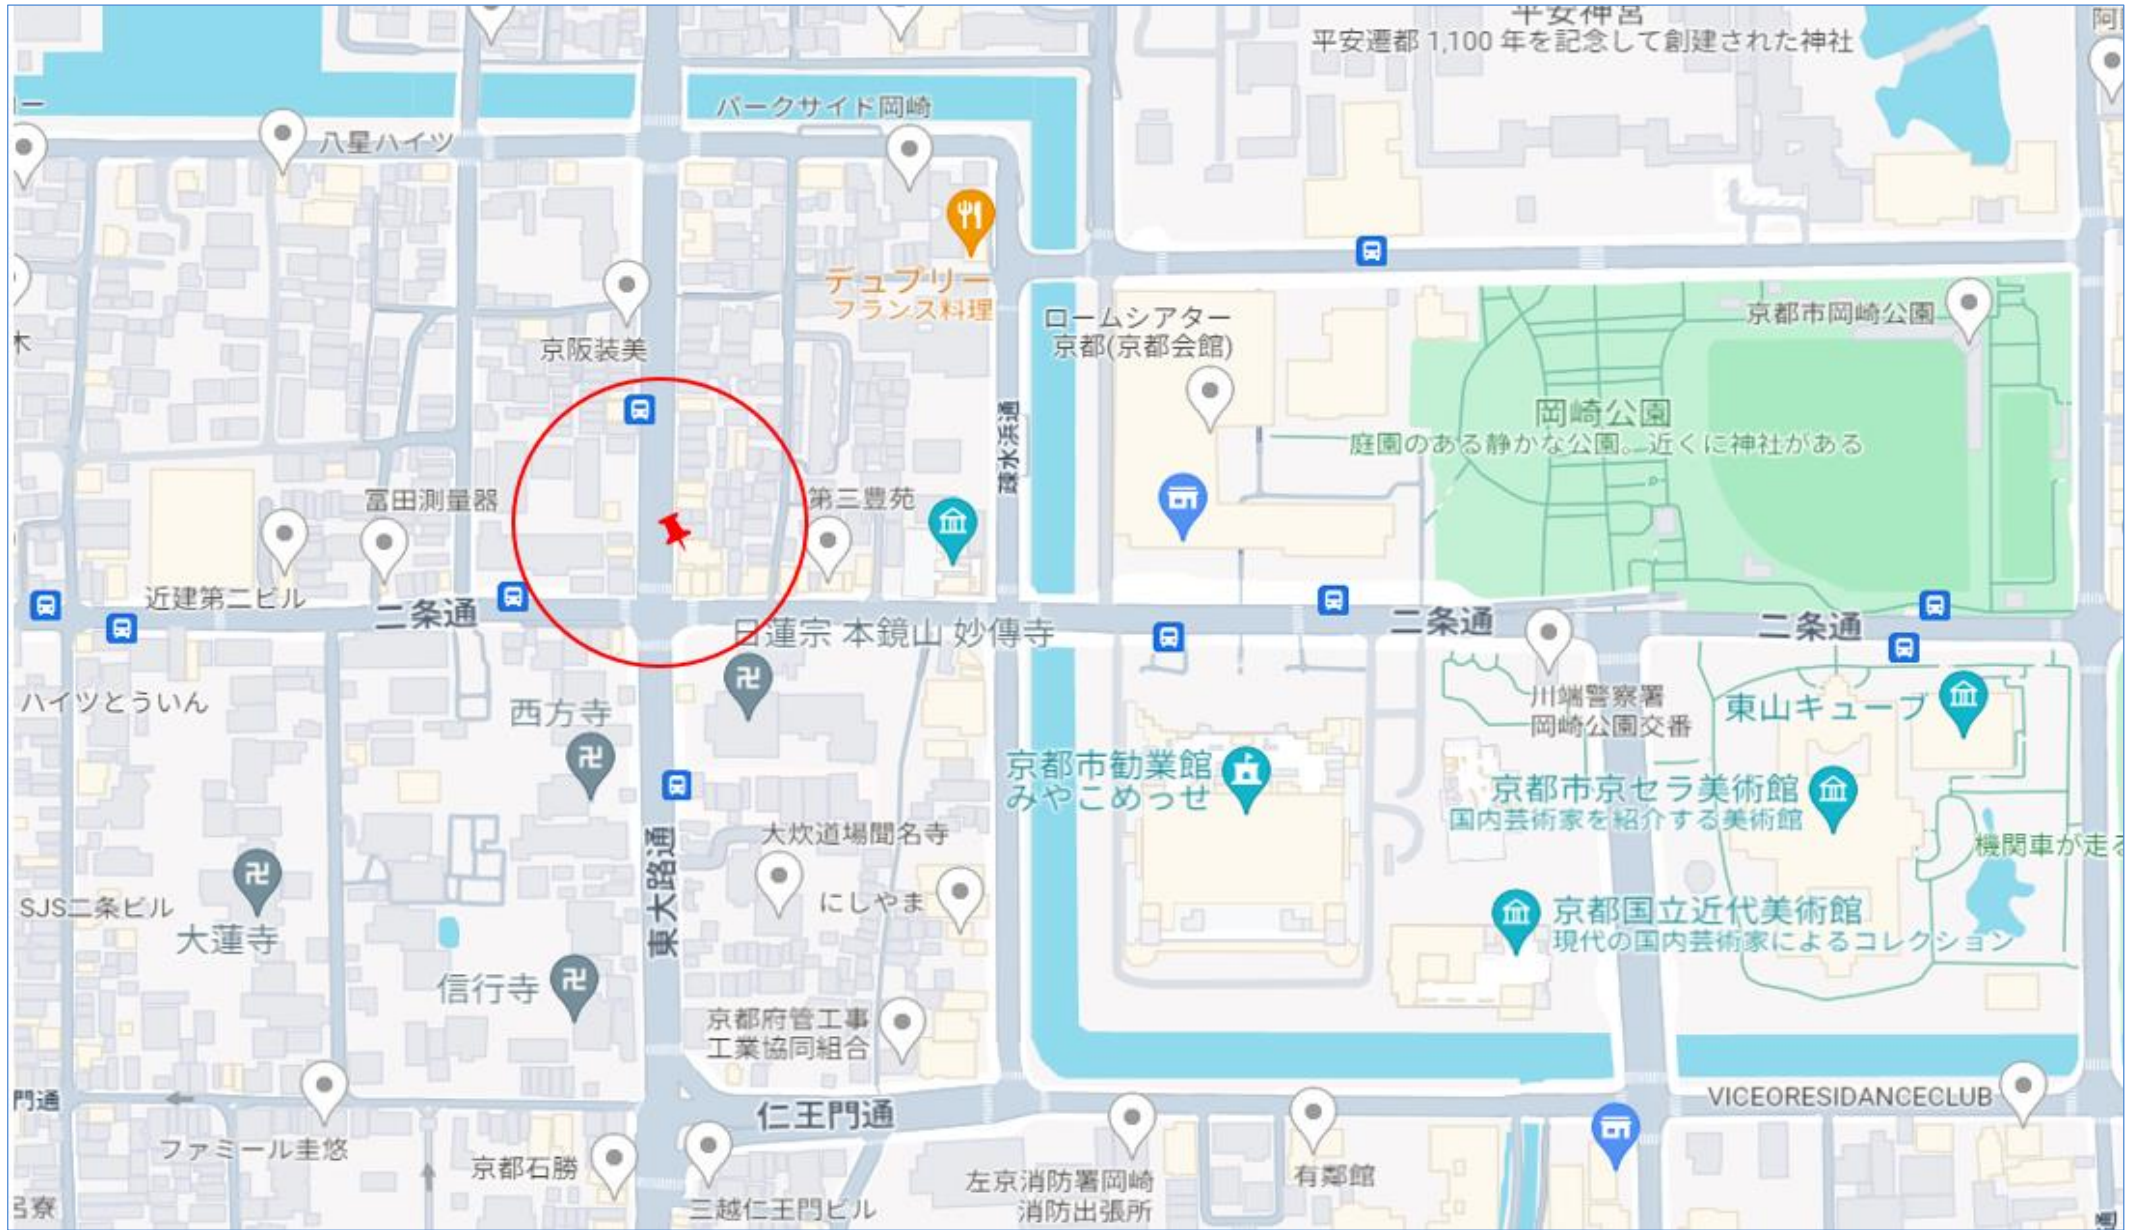 平安神宮
平安遷都 1,100 年を記念して創建された神社
パークサイド岡崎
八星ハイツ
デュプリー
フランス料理
京阪装美
ロームシアター
京都(京都会館)
京都市岡崎公園
岡崎公園
庭園のある静かな公園。近くに神社がある
疎水浜通
冨田測量器
第三豊苑
近建第二ビル
二条通
二条通
二条通
日蓮宗 本鏡山 妙傳寺
ハイツとういん
西方寺
川端警察署
岡崎公園交番
東山キューブ
京都市勧業館
みやこめっせ
京都市京セラ美術館
国内芸術家を紹介する美術館
機関車が走る
大炊道場聞名寺
東大路通
にしやま
SJS二条ビル
大蓮寺
京都国立近代美術館
現代の国内芸術家によるコレクション
信行寺
京都府管工事
工業協同組合
門通
仁王門通
VICEORESIDANCECLUB
ファミール圭悠
京都石勝
三越仁王門ビル
左京消防署岡崎
消防出張所
有鄰館